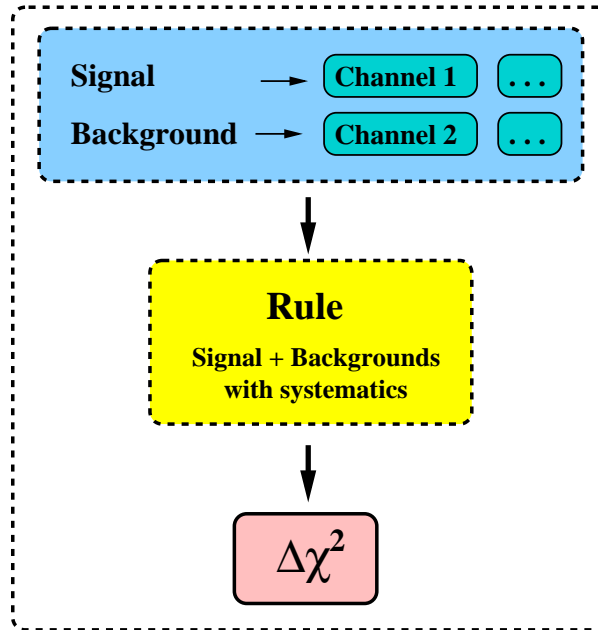 Signal → Channel 1 ...
Background → Channel 2 ...
Rule
Signal + Backgrounds
with systematics
Δχ²